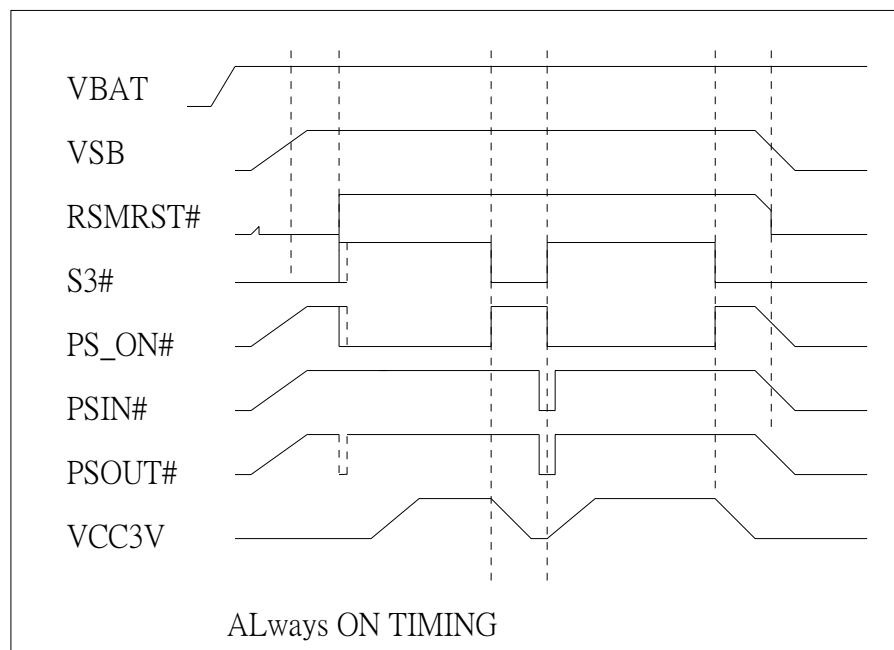 VBAT
VSB
RSMRST#
S3#
PS_ON#
PSIN#
PSOUT#
VCC3V
ALways ON TIMING